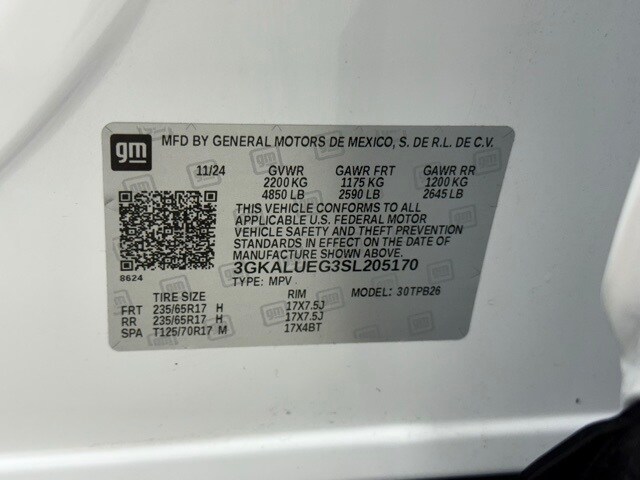 gm
MFD BY GENERAL MOTORS DE MEXICO, S. DE R.L. DE C.V.
11/24 GVWR GAWR FRT GAWR RR
2200 KG 1175 KG 1200 KG
4850 LB 2590 LB 2645 LB
THIS VEHICLE CONFORMS TO ALL
APPLICABLE U.S. FEDERAL MOTOR
VEHICLE SAFETY AND THEFT PREVENTION
STANDARDS IN EFFECT ON THE DATE OF
MANUFACTURE SHOWN ABOVE.
8624
3GKALUEG3SL205170
TYPE: MPV MODEL: 30TPB26
TIRE SIZE RIM
FRT 235/65R17 H 17X7.5J
RR 235/65R17 H 17X7.5J
SPA T125/70R17 M 17X4BT